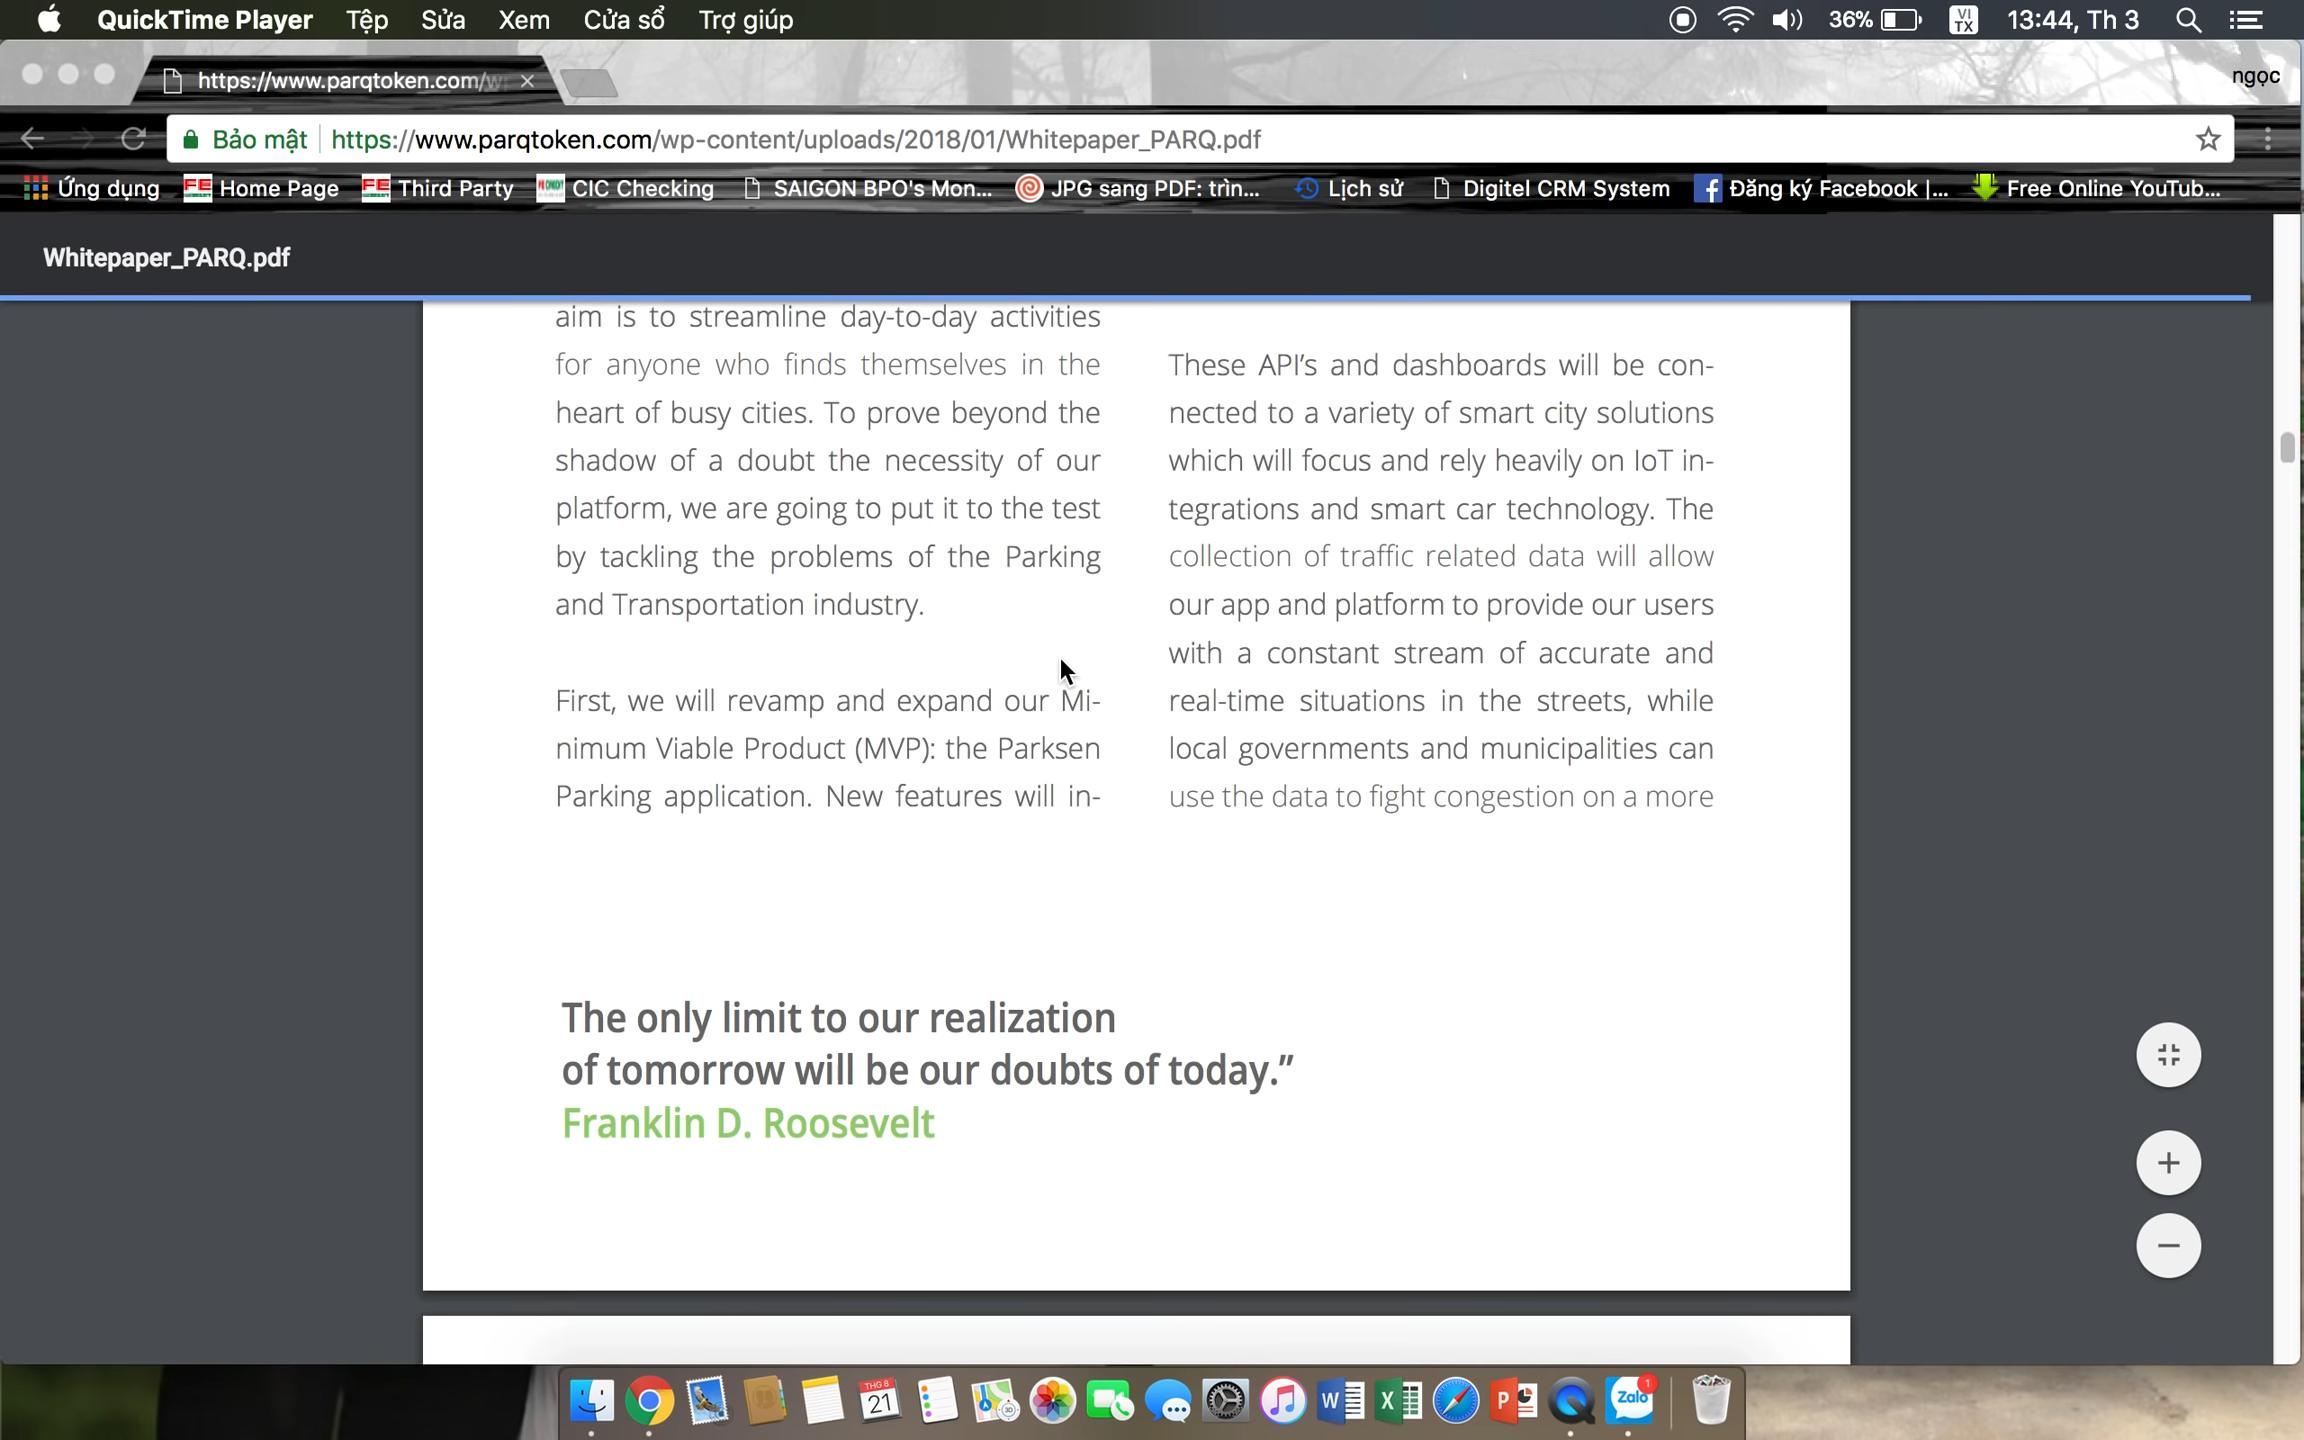 QuickTime Player Tệp Sửa Xem Cửa sổ Trợ giúp 36% VI TX 13:44, Th 3
https://www.parqtoken.com/w ngọc
Bảo mật https://www.parqtoken.com/wp-content/uploads/2018/01/Whitepaper_PARQ.pdf
Ứng dụng Home Page Third Party CIC Checking SAIGON BPO's Mon... JPG sang PDF: trìn... Lịch sử Digitel CRM System Đăng ký Facebook |... Free Online YouTub...
Whitepaper_PARQ.pdf
aim is to streamline day-to-day activities
for anyone who finds themselves in the
heart of busy cities. To prove beyond the
shadow of a doubt the necessity of our
platform, we are going to put it to the test
by tackling the problems of the Parking
and Transportation industry.
First, we will revamp and expand our Mi-
nimum Viable Product (MVP): the Parksen
Parking application. New features will in-
These API's and dashboards will be con-
nected to a variety of smart city solutions
which will focus and rely heavily on IoT in-
tegrations and smart car technology. The
collection of traffic related data will allow
our app and platform to provide our users
with a constant stream of accurate and
real-time situations in the streets, while
local governments and municipalities can
use the data to fight congestion on a more
The only limit to our realization
of tomorrow will be our doubts of today.”
Franklin D. Roosevelt
THG 8
21
3D
W
X
P
Zalo
1